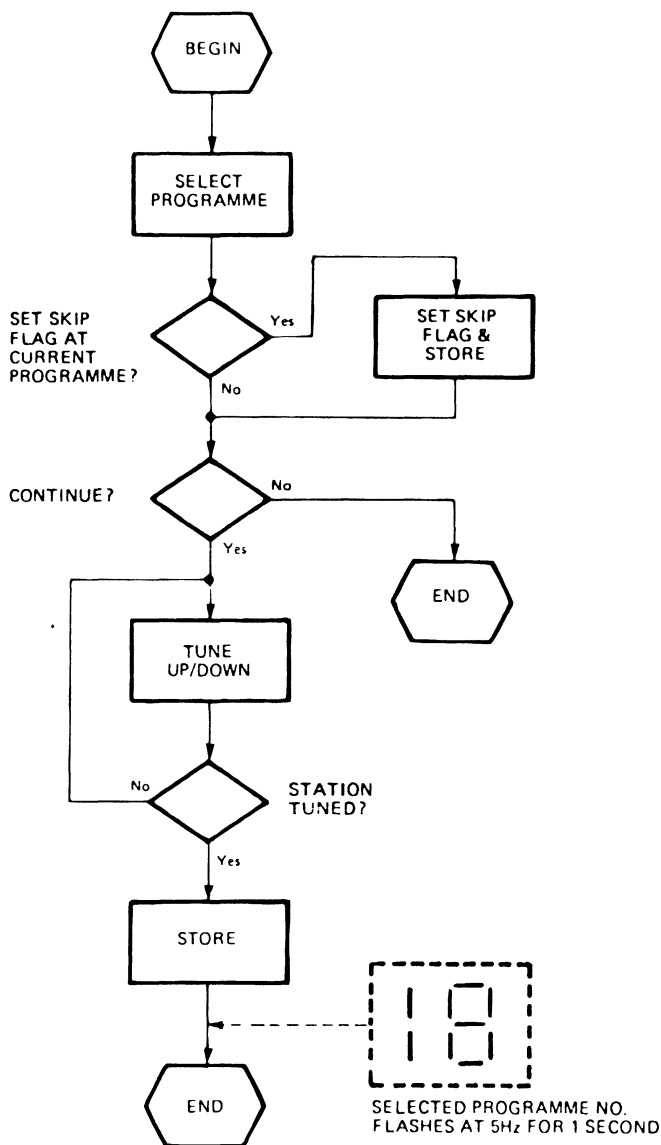 BEGIN
SELECT
PROGRAMME
SET SKIP
FLAG AT
CURRENT
PROGRAMME?
Yes
SET SKIP
FLAG &
STORE
No
CONTINUE?
No
Yes
END
TUNE
UP/DOWN
No
STATION
TUNED?
Yes
STORE
18
END
SELECTED PROGRAMME NO.
FLASHES AT 5Hz FOR 1 SECOND